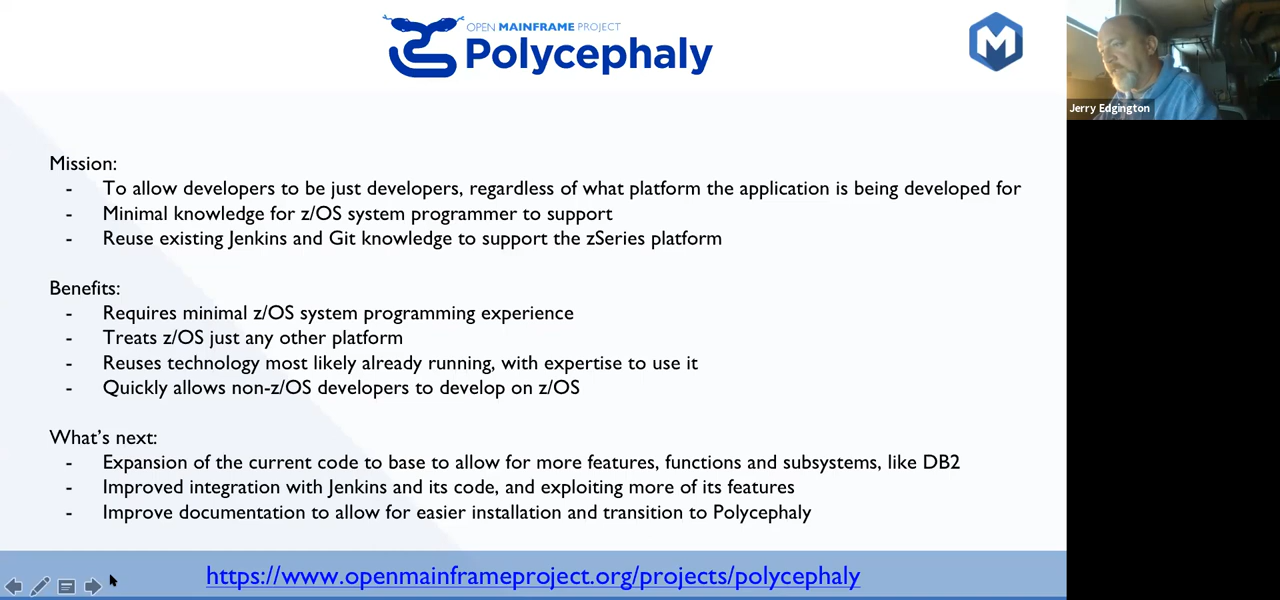 OPEN MAINFRAME PROJECT
Polycephaly
M
Jerry Edgington
Mission:
- To allow developers to be just developers, regardless of what platform the application is being developed for
- Minimal knowledge for z/OS system programmer to support
- Reuse existing Jenkins and Git knowledge to support the zSeries platform
Benefits:
- Requires minimal z/OS system programming experience
- Treats z/OS just any other platform
- Reuses technology most likely already running, with expertise to use it
- Quickly allows non-z/OS developers to develop on z/OS
What's next:
- Expansion of the current code to base to allow for more features, functions and subsystems, like DB2
- Improved integration with Jenkins and its code, and exploiting more of its features
- Improve documentation to allow for easier installation and transition to Polycephaly
https://www.openmainframeproject.org/projects/polycephaly